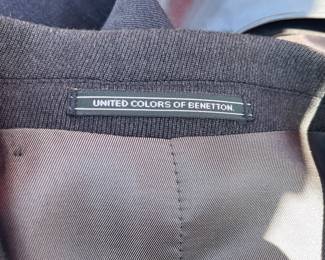 UNITED COLORS OF BENETTON.